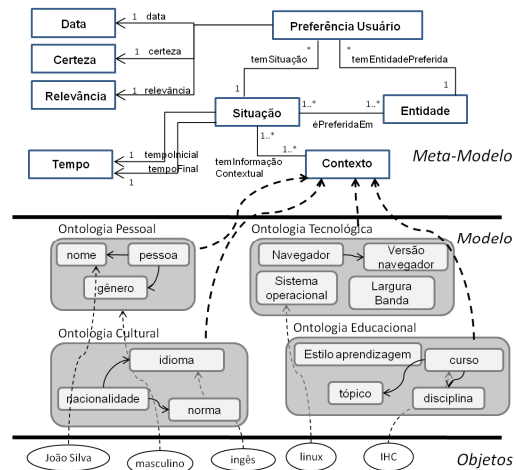 Data
1 data
Preferência Usuário
Certeza
1 certeza
temSituação
*
*
temEntidadePreferida
Relevância
1 relevância
1
1
Situação
1..*
1..*
Entidade
éPreferidaEm
1..*
Tempo
1
tempoInicial
tempoFinal
1
temInformação
Contextual
1..*
Contexto
Meta-Modelo
Ontologia Pessoal
Ontologia Tecnológica
Modelo
nome
pessoa
gênero
Navegador
Versão
navegador
Sistema
operacional
Largura
Banda
Ontologia Cultural
Ontologia Educacional
idioma
nacionalidade
norma
Estilo aprendizagem
curso
tópico
disciplina
João Silva
masculino
ingês
linux
IHC
Objetos